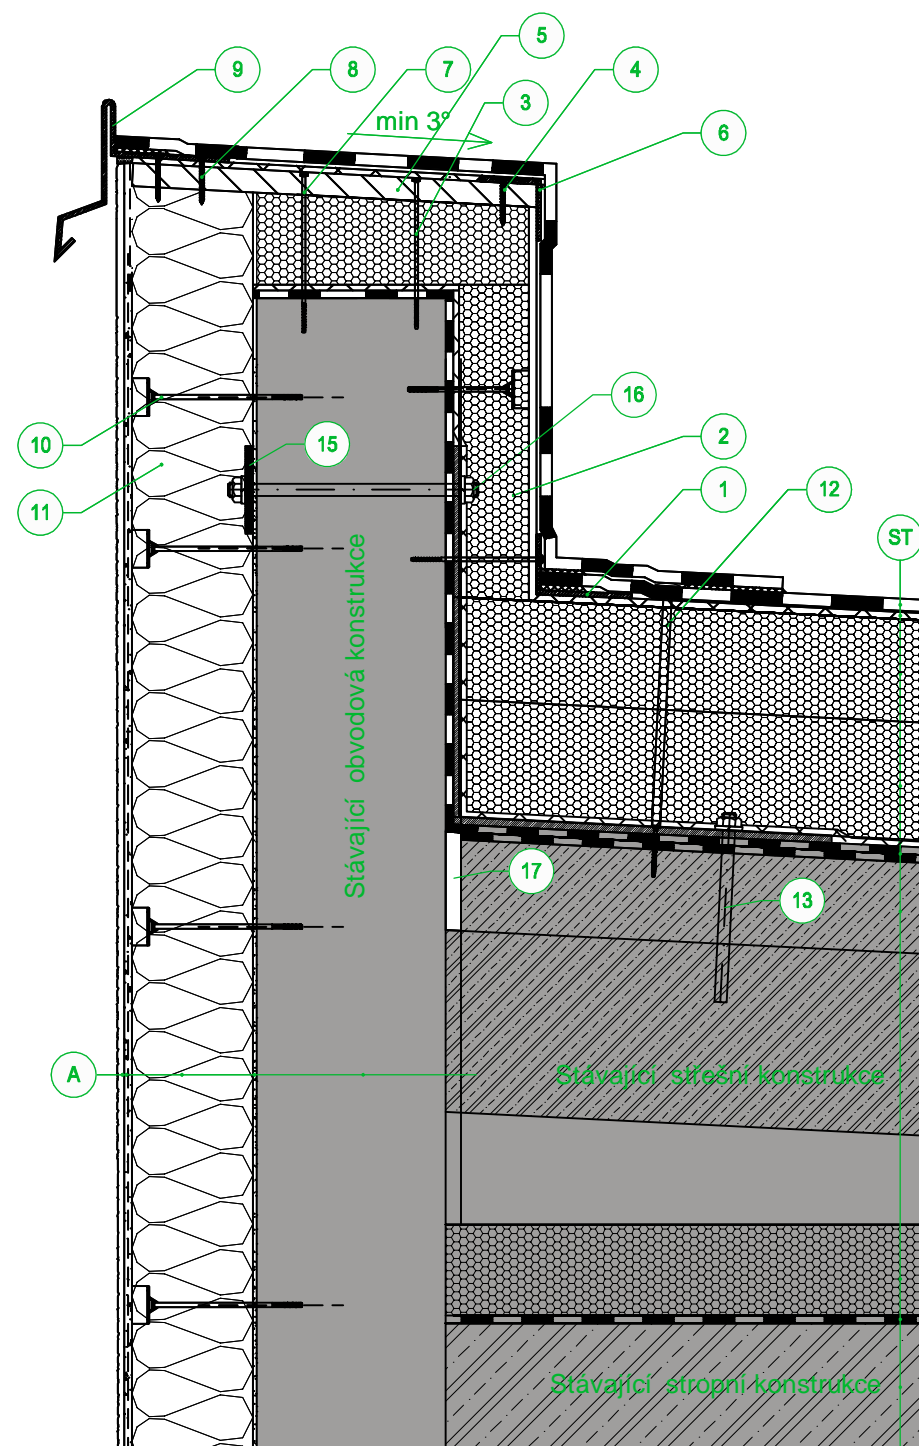 5
9
8
7
4
3
min 3°
6
16
2
15
10
1
12
11
ST
Stávající obvodová konstrukce
17
13
A
Stávající střešní konstrukce
Stávající stropní konstrukce